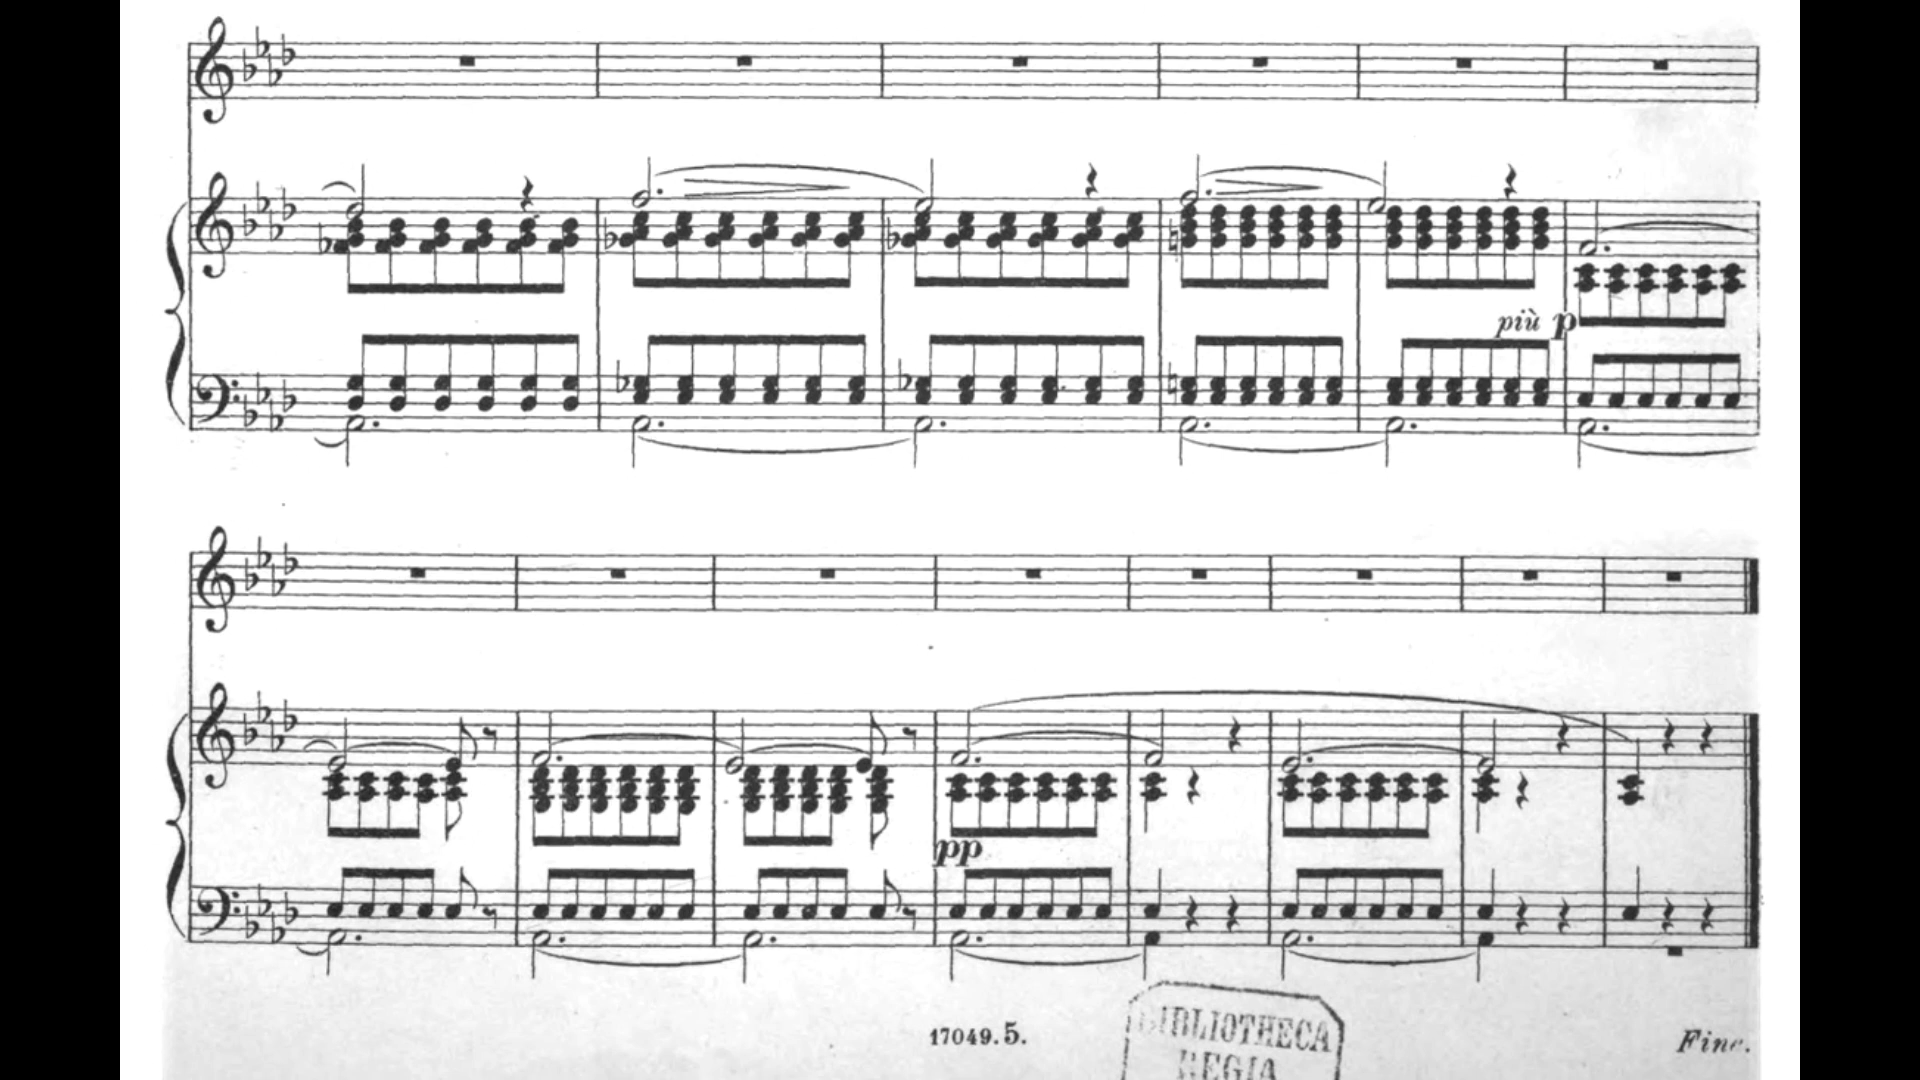 più p
pp
17049.5.
BIBLIOTHECA
REGIA
Fine.